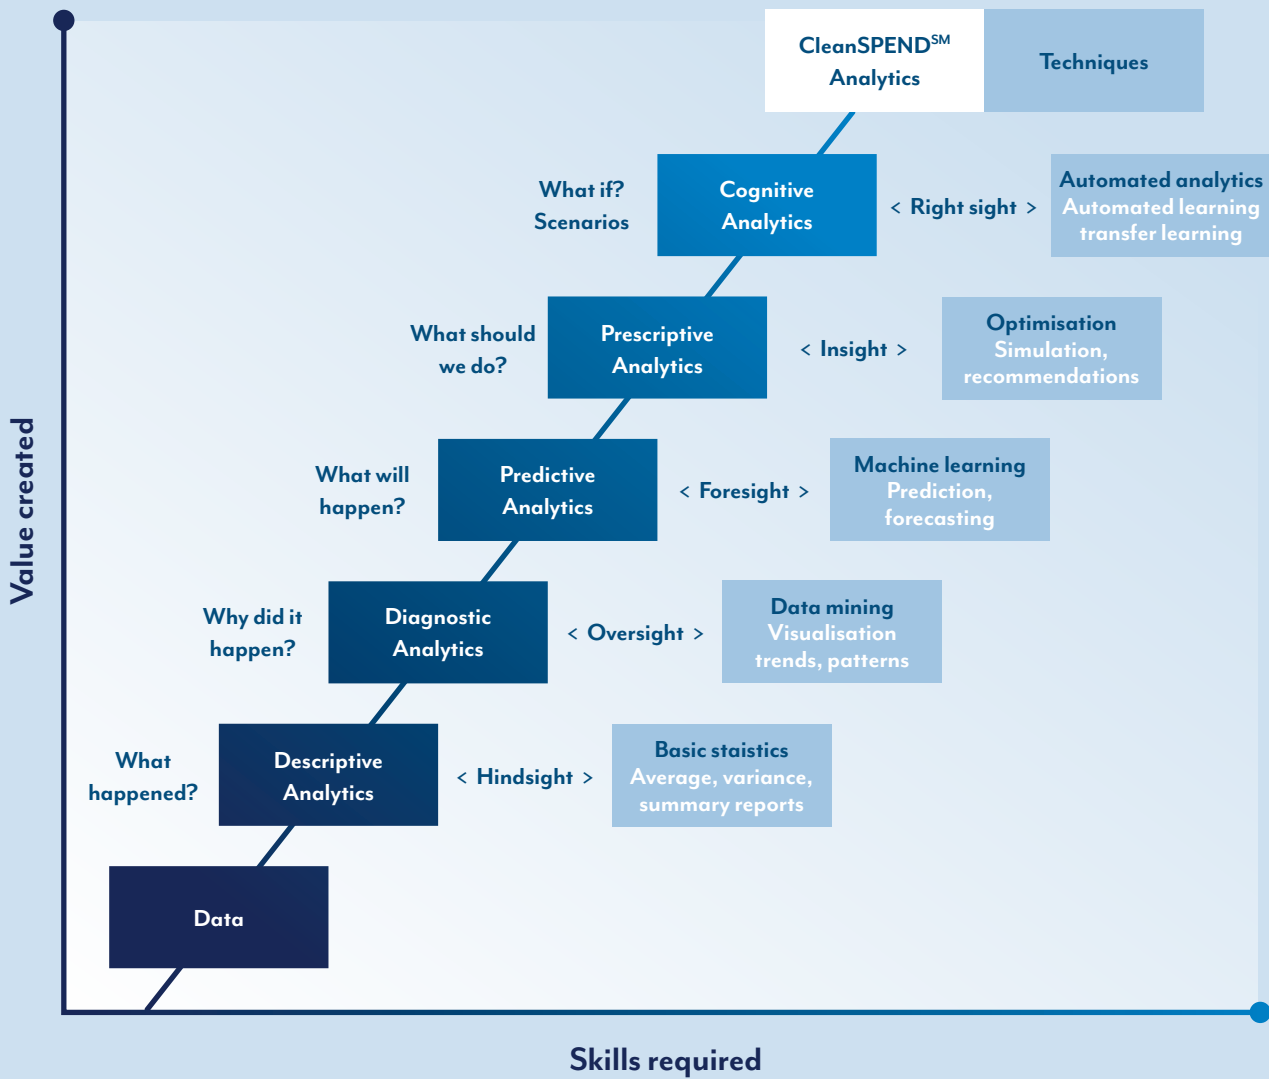 CleanSPENDSM
Analytics
Techniques
What if?
Scenarios
Cognitive
Analytics
< Right sight >
Automated analytics
Automated learning
transfer learning
What should
we do?
Prescriptive
Analytics
< Insight >
Optimisation
Simulation,
recommendations
What will
happen?
Predictive
Analytics
< Foresight >
Machine learning
Prediction,
forecasting
Why did it
happen?
Diagnostic
Analytics
< Oversight >
Data mining
Visualisation
trends, patterns
What
happened?
Descriptive
Analytics
< Hindsight >
Basic staistics
Average, variance,
summary reports
Data
Value created
Skills required